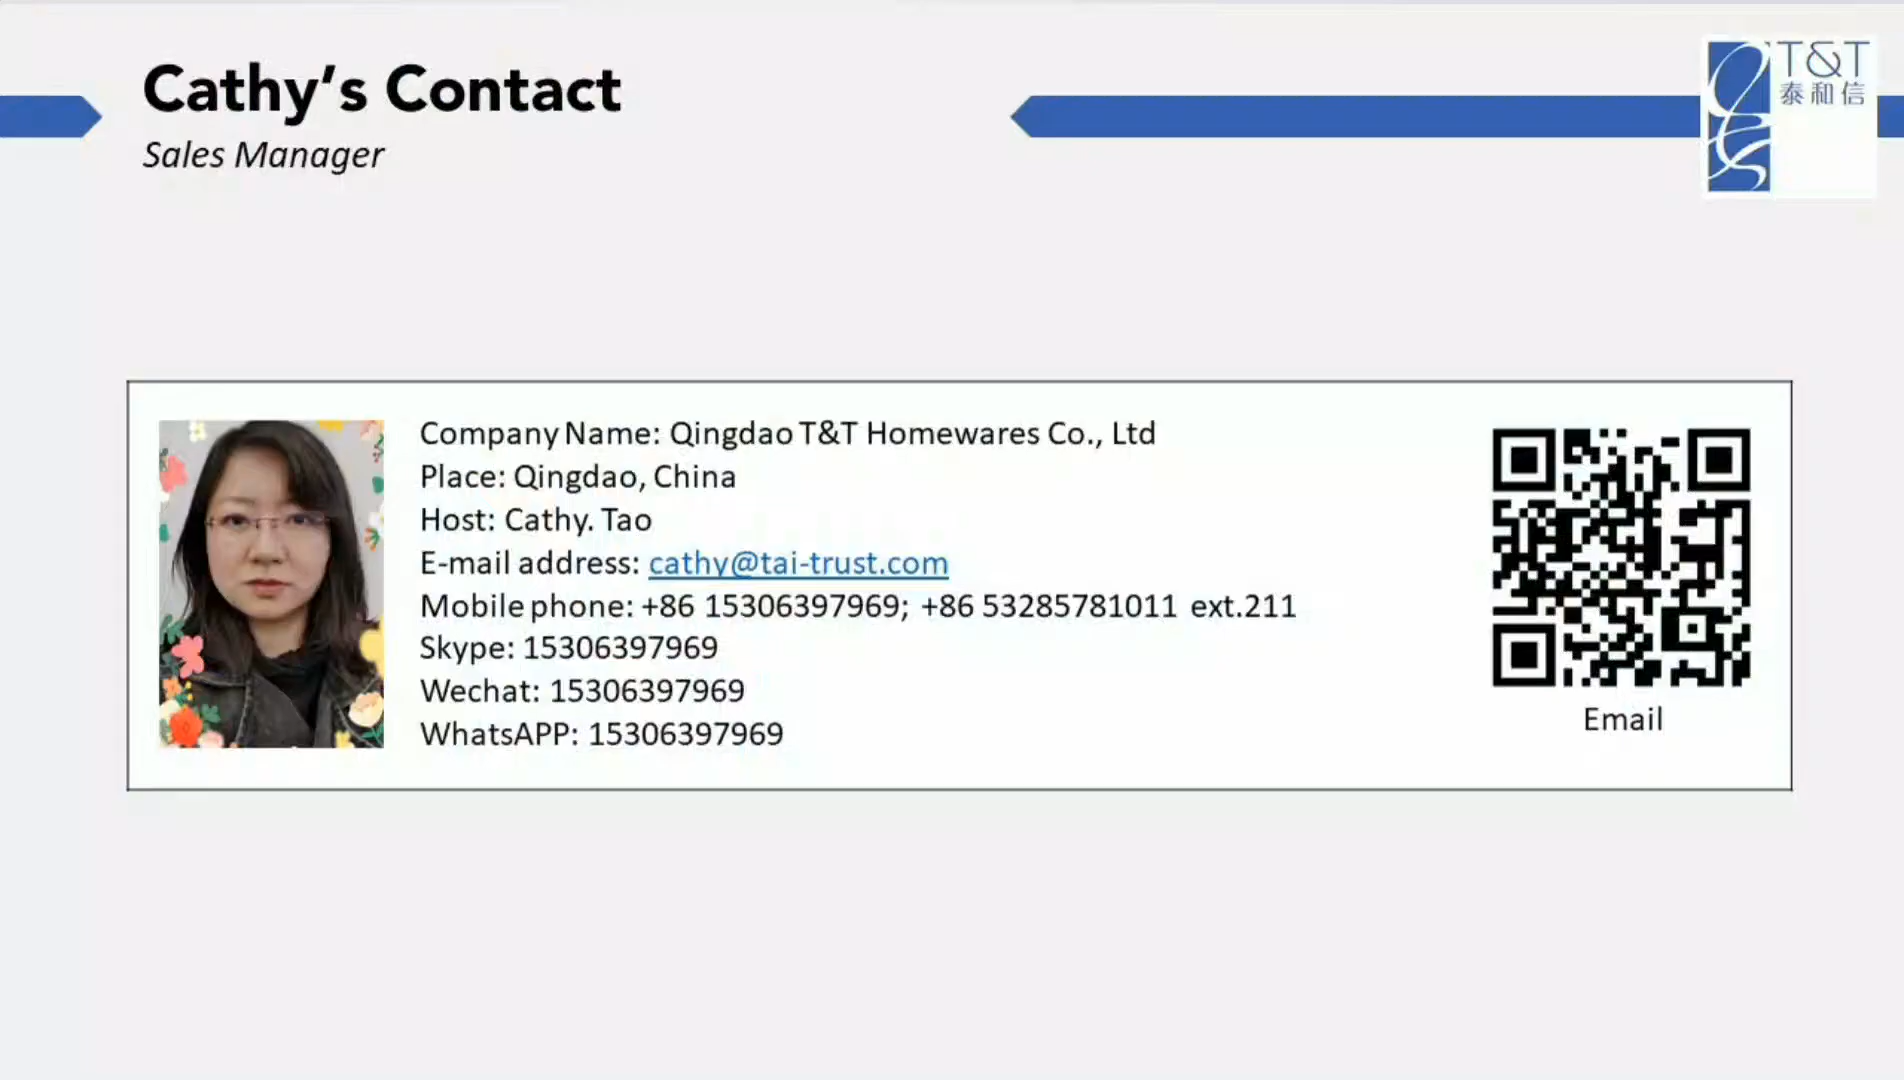 Cathy’s Contact
Sales Manager
T&T
泰和信
Company Name: Qingdao T&T Homewares Co., Ltd
Place: Qingdao, China
Host: Cathy. Tao
E-mail address: cathy@tai-trust.com
Mobile phone: +86 15306397969; +86 53285781011 ext.211
Skype: 15306397969
Wechat: 15306397969
WhatsAPP: 15306397969
Email